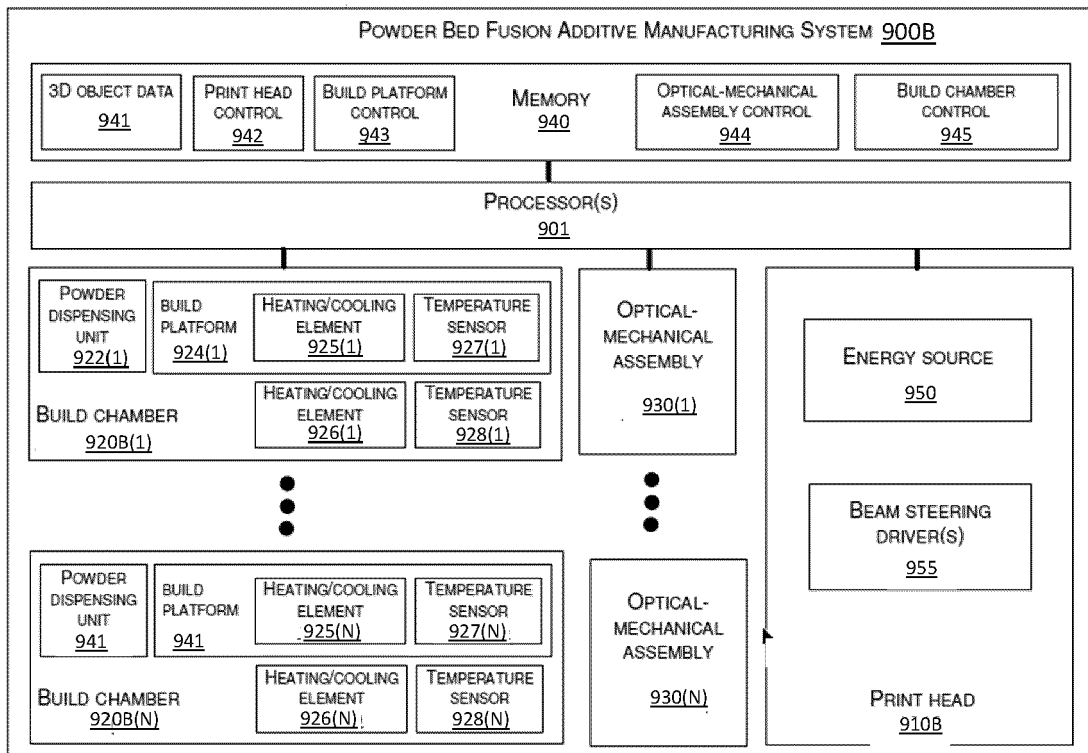 POWDER BED FUSION ADDITIVE MANUFACTURING SYSTEM 900B
3D OBJECT DATA
941
PRINT HEAD
CONTROL
942
BUILD PLATFORM
CONTROL
943
MEMORY
940
OPTICAL-MECHANICAL
ASSEMBLY CONTROL
944
BUILD CHAMBER
CONTROL
945
PROCESSOR(S)
901
POWDER
DISPENSING
UNIT
922(1)
BUILD
PLATFORM
924(1)
HEATING/COOLING
ELEMENT
925(1)
TEMPERATURE
SENSOR
927(1)
BUILD CHAMBER
920B(1)
HEATING/COOLING
ELEMENT
926(1)
TEMPERATURE
SENSOR
928(1)
OPTICAL-
MECHANICAL
ASSEMBLY
930(1)
ENERGY SOURCE
950
BEAM STEERING
DRIVER(S)
955
POWDER
DISPENSING
UNIT
941
BUILD
PLATFORM
941
HEATING/COOLING
ELEMENT
925(N)
TEMPERATURE
SENSOR
927(N)
BUILD CHAMBER
920B(N)
HEATING/COOLING
ELEMENT
926(N)
TEMPERATURE
SENSOR
928(N)
OPTICAL-
MECHANICAL
ASSEMBLY
930(N)
PRINT HEAD
910B